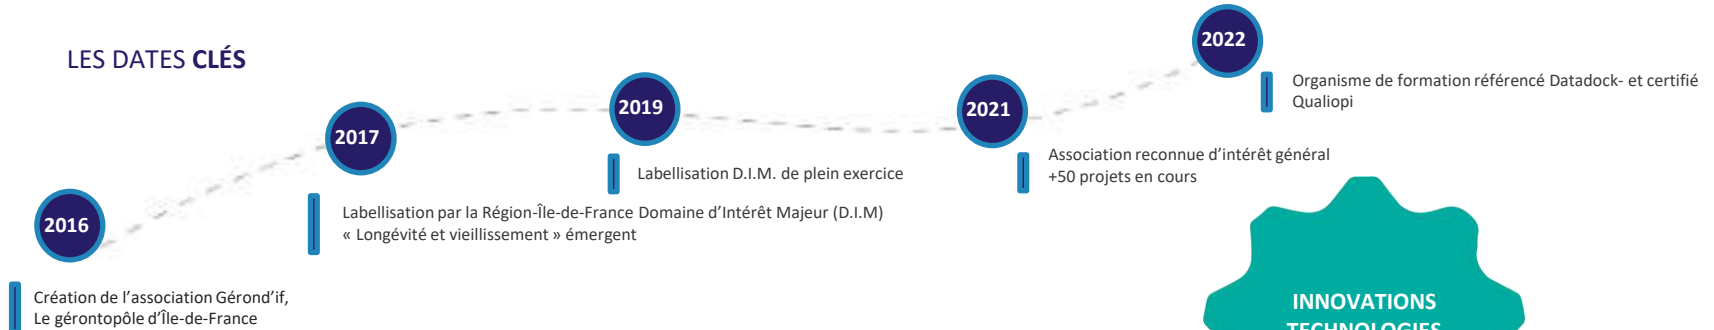 LES DATES CLÉS
2016
Création de l’association Gérond’if,
Le gérontopôle d’Île-de-France
2017
Labellisation par la Région-Île-de-France Domaine d’Intérêt Majeur (D.I.M)
« Longévité et vieillissement » émergent
2019
Labellisation D.I.M. de plein exercice
2021
Association reconnue d’intérêt général
+50 projets en cours
2022
Organisme de formation référencé Datadock- et certifié
Qualiopi
INNOVATIONS
TECHNOLOGIES